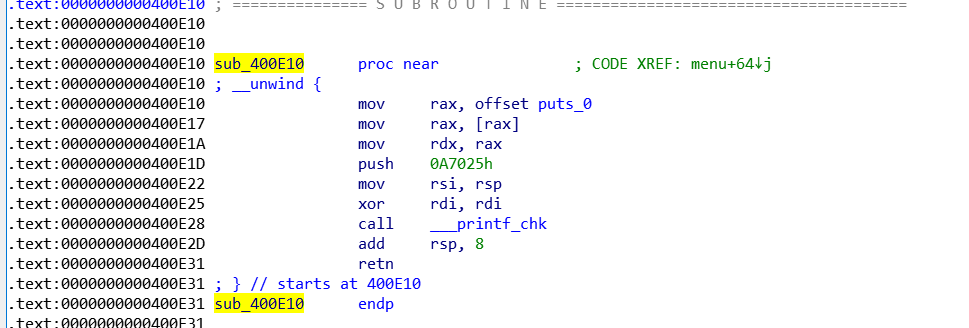 .text:0000000000400E10 ; =============== S U B R O U T I N E =======================================
.text:0000000000400E10
.text:0000000000400E10
.text:0000000000400E10 sub_400E10 proc near ; CODE XREF: menu+64↓j
.text:0000000000400E10 ; __unwind {
.text:0000000000400E10 mov rax, offset puts_0
.text:0000000000400E17 mov rax, [rax]
.text:0000000000400E1A mov rdx, rax
.text:0000000000400E1D push 0A7025h
.text:0000000000400E22 mov rsi, rsp
.text:0000000000400E25 xor rdi, rdi
.text:0000000000400E28 call ___printf_chk
.text:0000000000400E2D add rsp, 8
.text:0000000000400E31 retn
.text:0000000000400E31 ; } // starts at 400E10
.text:0000000000400E31 sub_400E10 endp
.text:0000000000400E31